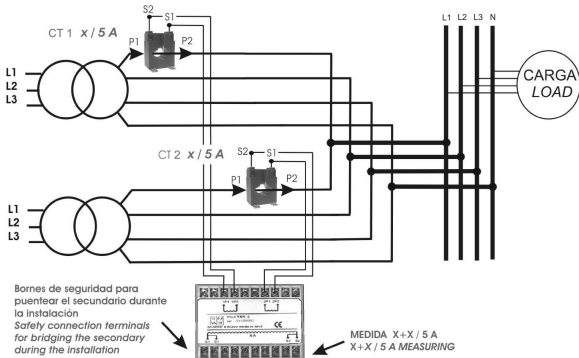 S2
S1
L1 L2 L3 N
CT 1 x / 5 A
P1
P2
L1
L2
L3
CARGA
LOAD
CT 2 x / 5 A
S2
S1
P1
P2
L1
L2
L3
Bornes de seguridad para
puentear el secundario durante
la instalación
Safety connection terminals
for bridging the secondary
during the installation
CE
MEDIDA X+X / 5 A
X+X / 5 A MEASURING